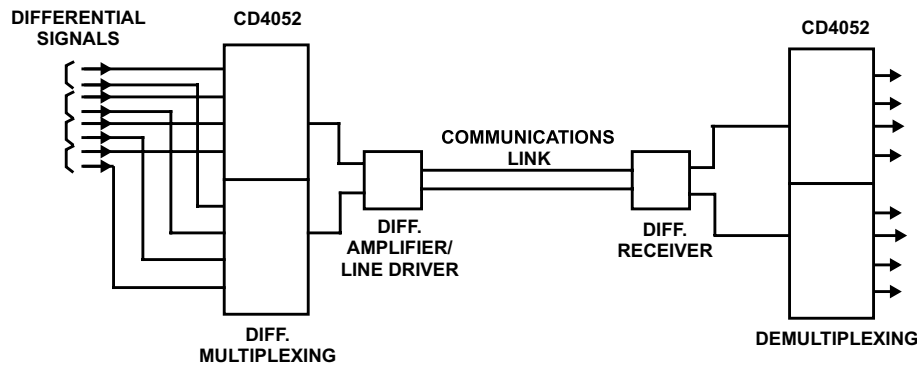 DIFFERENTIAL
SIGNALS
CD4052
DIFF.
MULTIPLEXING
DIFF.
AMPLIFIER/
LINE DRIVER
COMMUNICATIONS
LINK
DIFF.
RECEIVER
CD4052
DEMULTIPLEXING